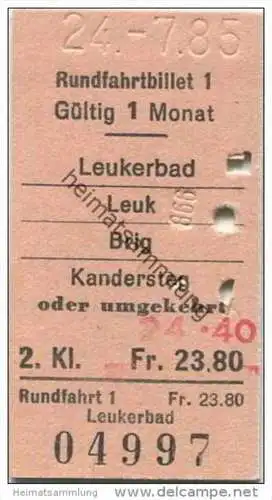 24.-7.85
Rundfahrtbillet 1
Gültig 1 Monat
Leukerbad
Leuk
998
Brig
Kandersteg
oder umgekehrt
24.40
2. Kl. Fr. 23.80
Rundfahrt 1 Fr. 23.80
Leukerbad
04997
heimatsammlung
Heimatsammlung
www.delcampe.net